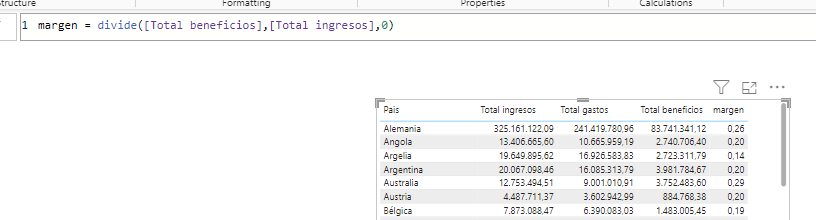 Structure Formatting Properties Calculations
1 margen = divide([Total beneficios],[Total ingresos],0)
Pais Total ingresos Total gastos Total beneficios margen
Alemania 325.161.122,09 241.419.780,96 83.741.341,12 0,26
Angola 13.406.665,60 10.665.959,19 2.740.706,40 0,20
Argelia 19.649.895,62 16.926.583,83 2.723.311,79 0,14
Argentina 20.067.098,46 16.085.313,79 3.981.784,67 0,20
Australia 12.753.494,51 9.001.010,91 3.752.483,60 0,29
Austria 4.487.711,37 3.602.942,99 884.768,38 0,20
Bélgica 7.873.088,47 6.390.083,03 1.483.005,45 0,19